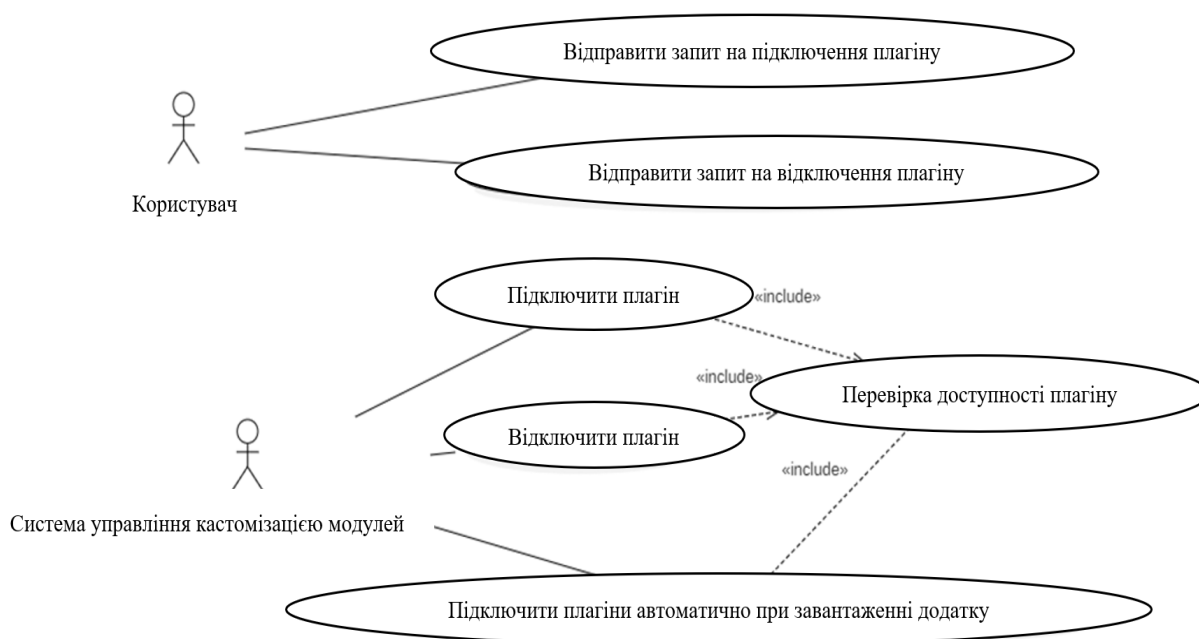 Відправити запит на підключення плагіну
Відправити запит на відключення плагіну
Користувач
Підключити плагін
«include»
«include»
Перевірка доступності плагіну
Відключити плагін
«include»
Система управління кастомізацією модулей
Підключити плагіни автоматично при завантаженні додатку